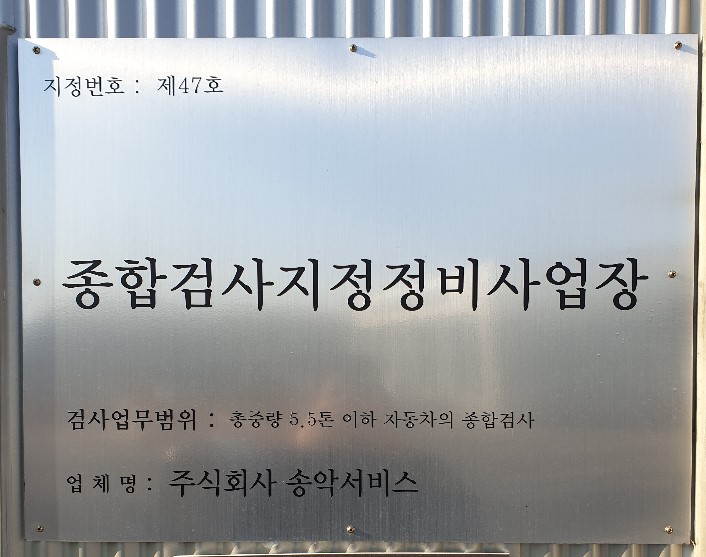 지정번호 : 제47호
종합검사지정정비사업장
검사업무범위 : 총중량 5.5톤 이하 자동차의 종합검사
업 체 명 : 주식회사 송악서비스